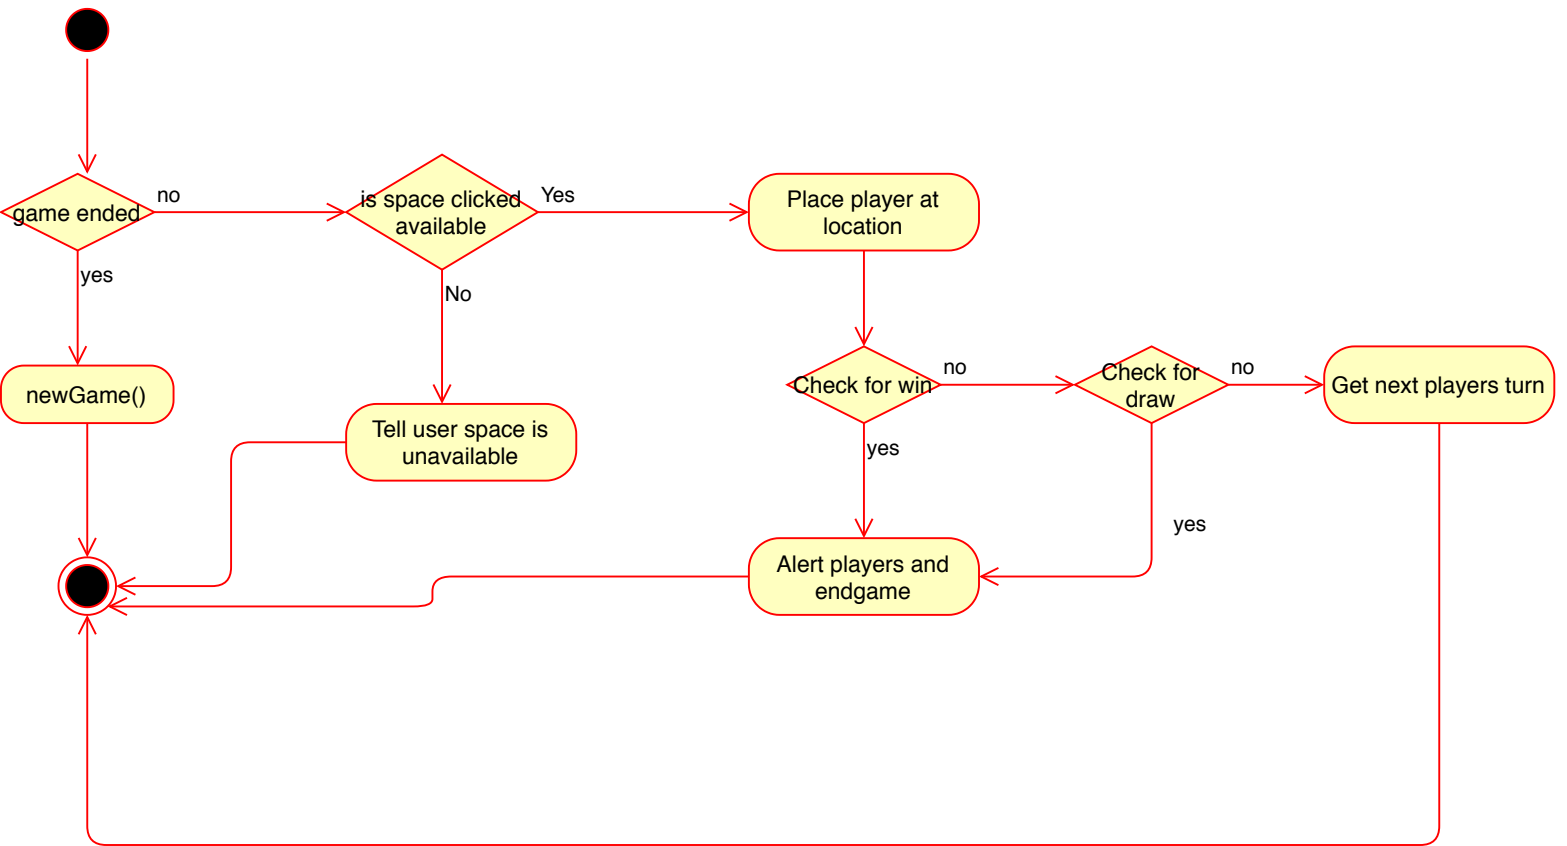 game ended
no
is space clicked
available
Yes
Place player at
location
yes
No
newGame()
Tell user space is
unavailable
Check for win
no
Check for
draw
no
Get next players turn
yes
yes
Alert players and
endgame